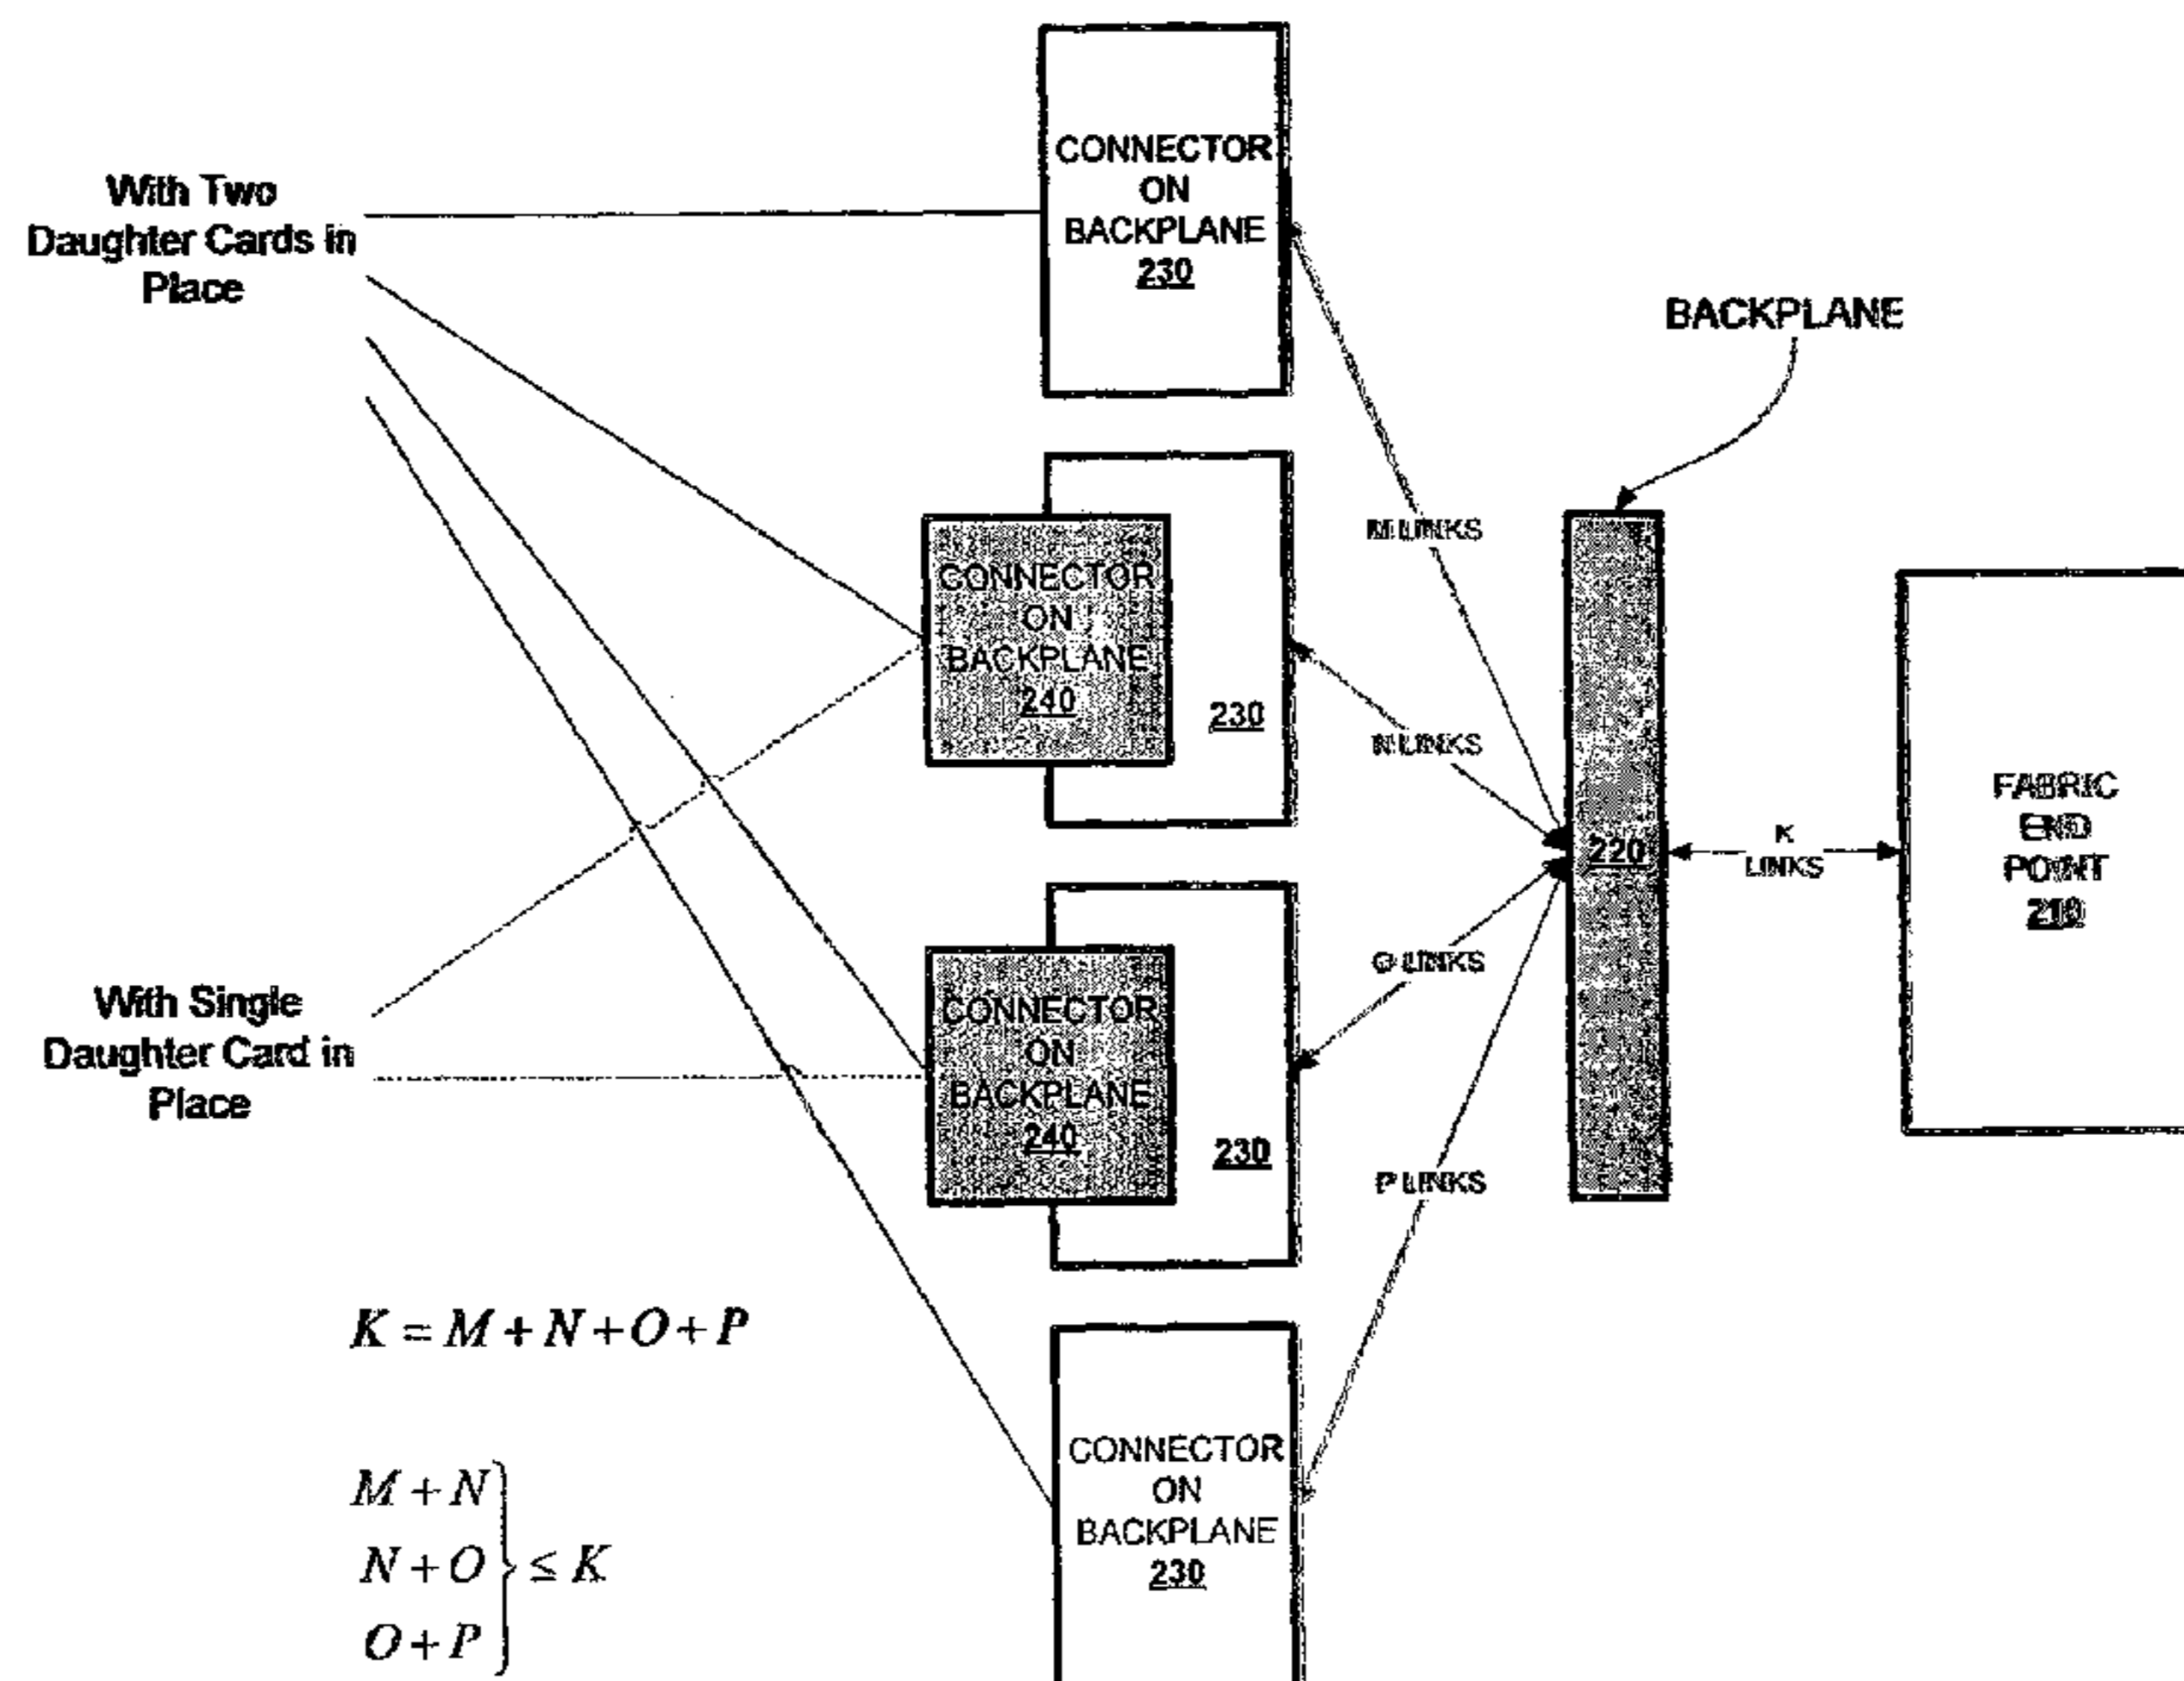 CONNECTOR
ON
BACKPLANE
230
With Two
Daughter Cards in
Place
BACKPLANE
M LINKS
CONNECTOR
ON
BACKPLANE
240
230
N LINKS
220
K
LINKS
FABRIC
END
POINT
210
O LINKS
With Single
Daughter Card in
Place
CONNECTOR
ON
BACKPLANE
240
230
P LINKS
K = M + N + O + P
CONNECTOR
ON
BACKPLANE
230
M + N
N + O } ≤ K
O + P